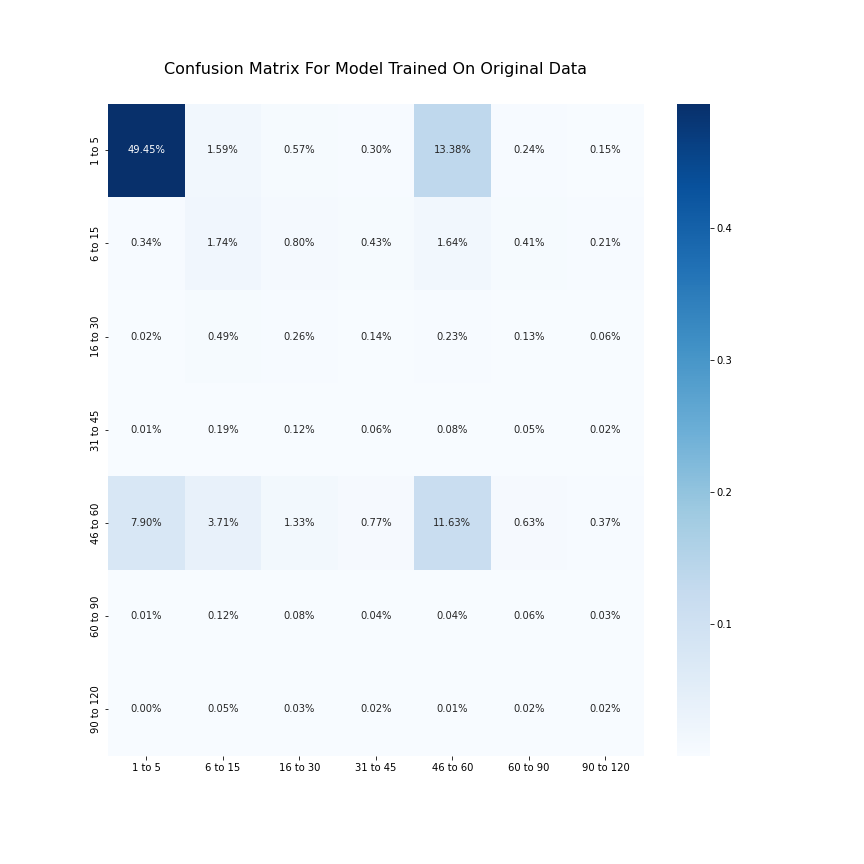 Confusion Matrix For Model Trained On Original Data
1 to 5 49.45% 1.59% 0.57% 0.30% 13.38% 0.24% 0.15%
6 to 15 0.34% 1.74% 0.80% 0.43% 1.64% 0.41% 0.21%
16 to 30 0.02% 0.49% 0.26% 0.14% 0.23% 0.13% 0.06%
31 to 45 0.01% 0.19% 0.12% 0.06% 0.08% 0.05% 0.02%
46 to 60 7.90% 3.71% 1.33% 0.77% 11.63% 0.63% 0.37%
60 to 90 0.01% 0.12% 0.08% 0.04% 0.04% 0.06% 0.03%
90 to 120 0.00% 0.05% 0.03% 0.02% 0.01% 0.02% 0.02%
1 to 5 6 to 15 16 to 30 31 to 45 46 to 60 60 to 90 90 to 120
0.4
0.3
0.2
0.1